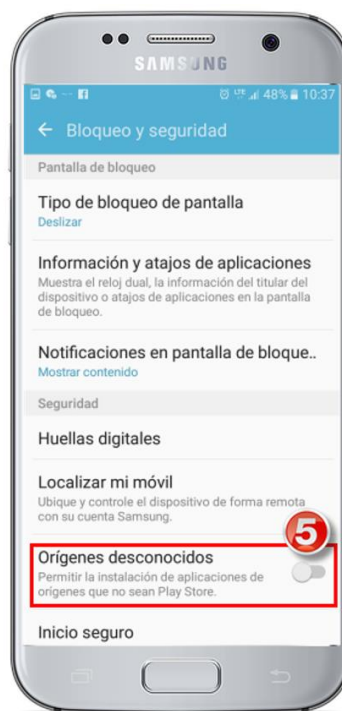 SAMSUNG
LTE 48% 10:37
Bloqueo y seguridad
Pantalla de bloqueo
Tipo de bloqueo de pantalla
Deslizar
Información y atajos de aplicaciones
Muestra el reloj dual, la información del titular del
dispositivo o atajos de aplicaciones en la pantalla
de bloqueo.
Notificaciones en pantalla de bloque..
Mostrar contenido
Seguridad
Huellas digitales
Localizar mi móvil
Ubique y controle el dispositivo de forma remota
con su cuenta Samsung.
5
Orígenes desconocidos
Permitir la instalación de aplicaciones de
orígenes que no sean Play Store.
Inicio seguro